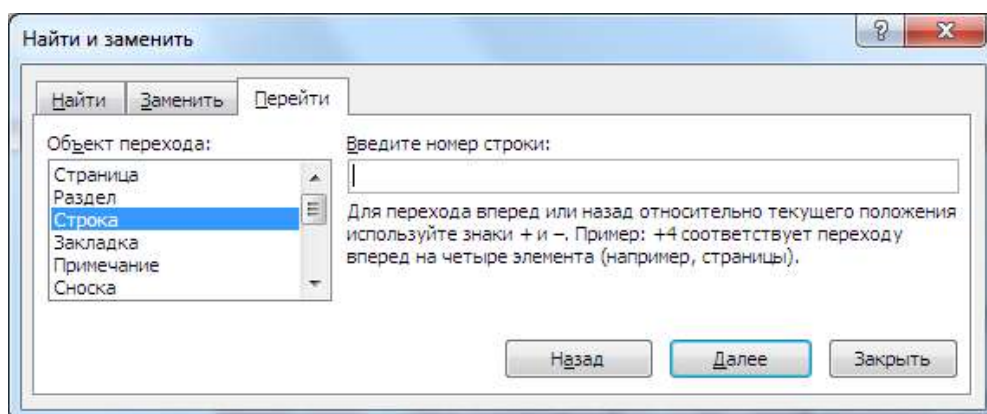 Найти и заменить
Найти
Заменить
Перейти
Объект перехода:
Страница
Раздел
Строка
Закладка
Примечание
Сноска
Введите номер строки:
Для перехода вперед или назад относительно текущего положения
используйте знаки + и –. Пример: +4 соответствует переходу
вперед на четыре элемента (например, страницы).
Назад
Далее
Закрыть